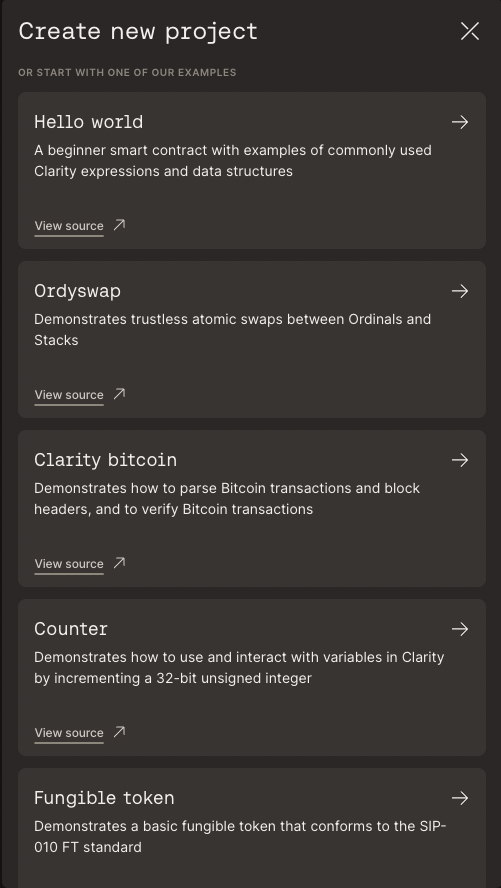 Create new project
OR START WITH ONE OF OUR EXAMPLES
Hello world
A beginner smart contract with examples of commonly used
Clarity expressions and data structures
View source
Ordyswap
Demonstrates trustless atomic swaps between Ordinals and
Stacks
View source
Clarity bitcoin
Demonstrates how to parse Bitcoin transactions and block
headers, and to verify Bitcoin transactions
View source
Counter
Demonstrates how to use and interact with variables in Clarity
by incrementing a 32-bit unsigned integer
View source
Fungible token
Demonstrates a basic fungible token that conforms to the SIP-
010 FT standard